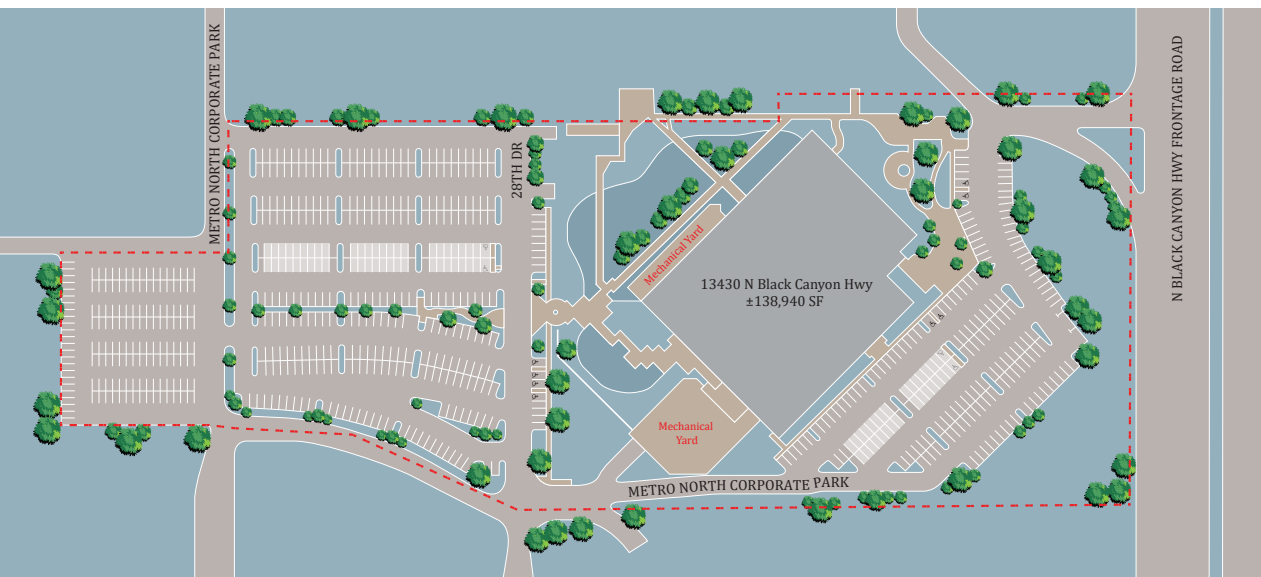 METRO NORTH CORPORATE PARK
28TH DR
N BLACK CANYON HWY FRONTAGE ROAD
Mechanical Yard
13430 N Black Canyon Hwy
±138,940 SF
Mechanical
Yard
METRO NORTH CORPORATE PARK